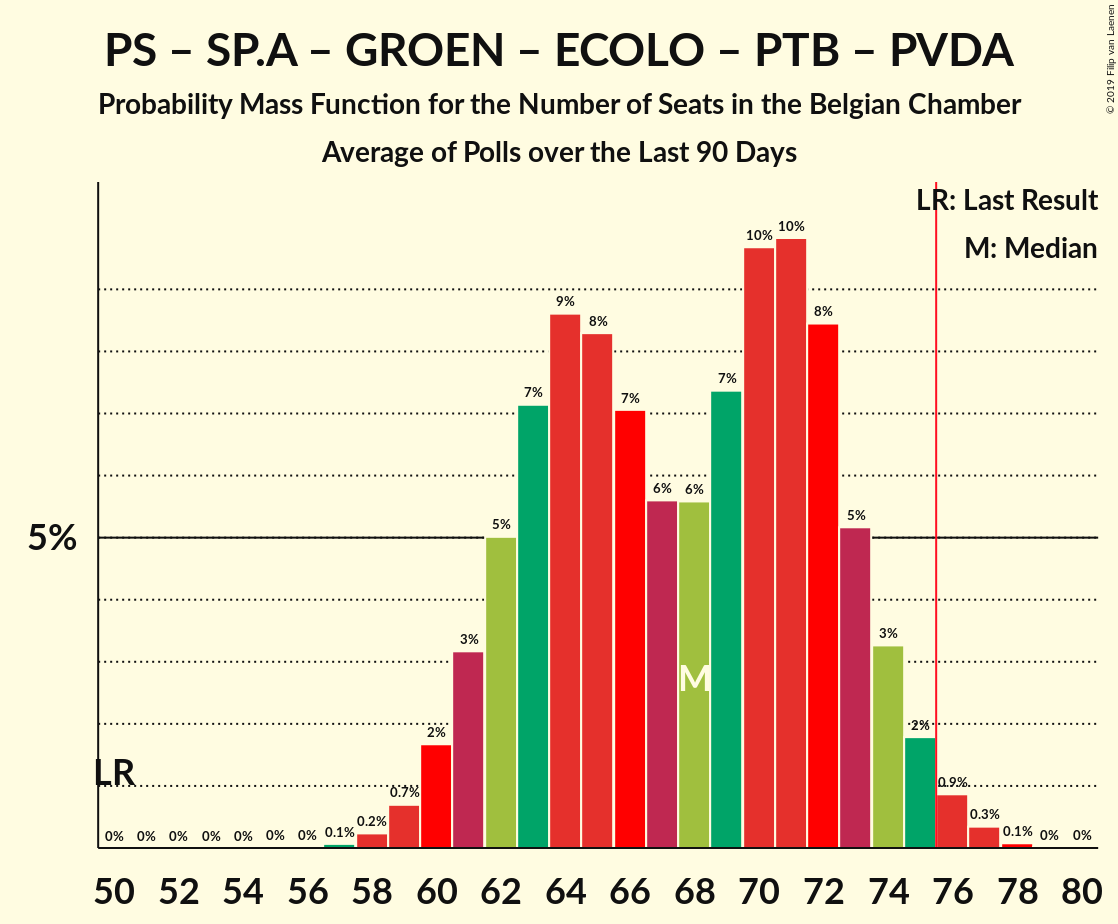 PS – SP.A – GROEN – ECOLO – PTB – PVDA
Probability Mass Function for the Number of Seats in the Belgian Chamber
Average of Polls over the Last 90 Days
© 2019 Filip van Laenen
LR: Last Result
M: Median
5%
LR
M
0% 0% 0% 0% 0% 0% 0% 0.1% 0.2% 0.7% 2% 3% 5% 7% 9% 8% 7% 6% 6% 7% 10% 10% 8% 5% 3% 2% 0.9% 0.3% 0.1% 0% 0%
50 52 54 56 58 60 62 64 66 68 70 72 74 76 78 80